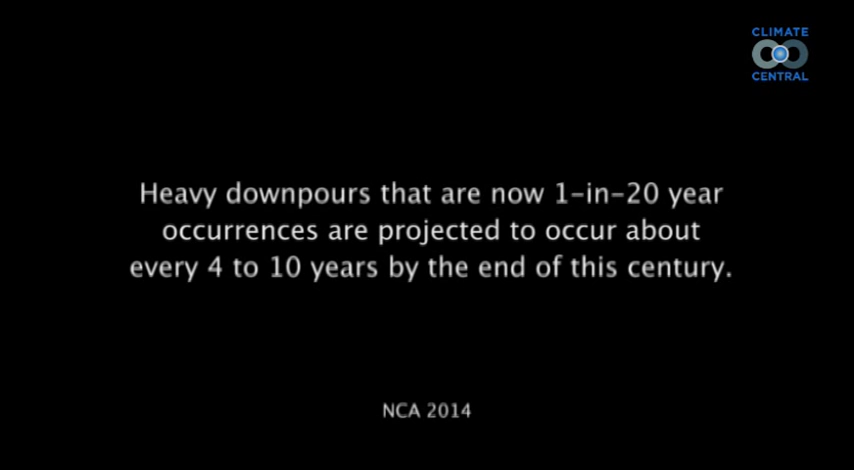 CLIMATE
CENTRAL
Heavy downpours that are now 1-in-20 year
occurrences are projected to occur about
every 4 to 10 years by the end of this century.
NCA 2014